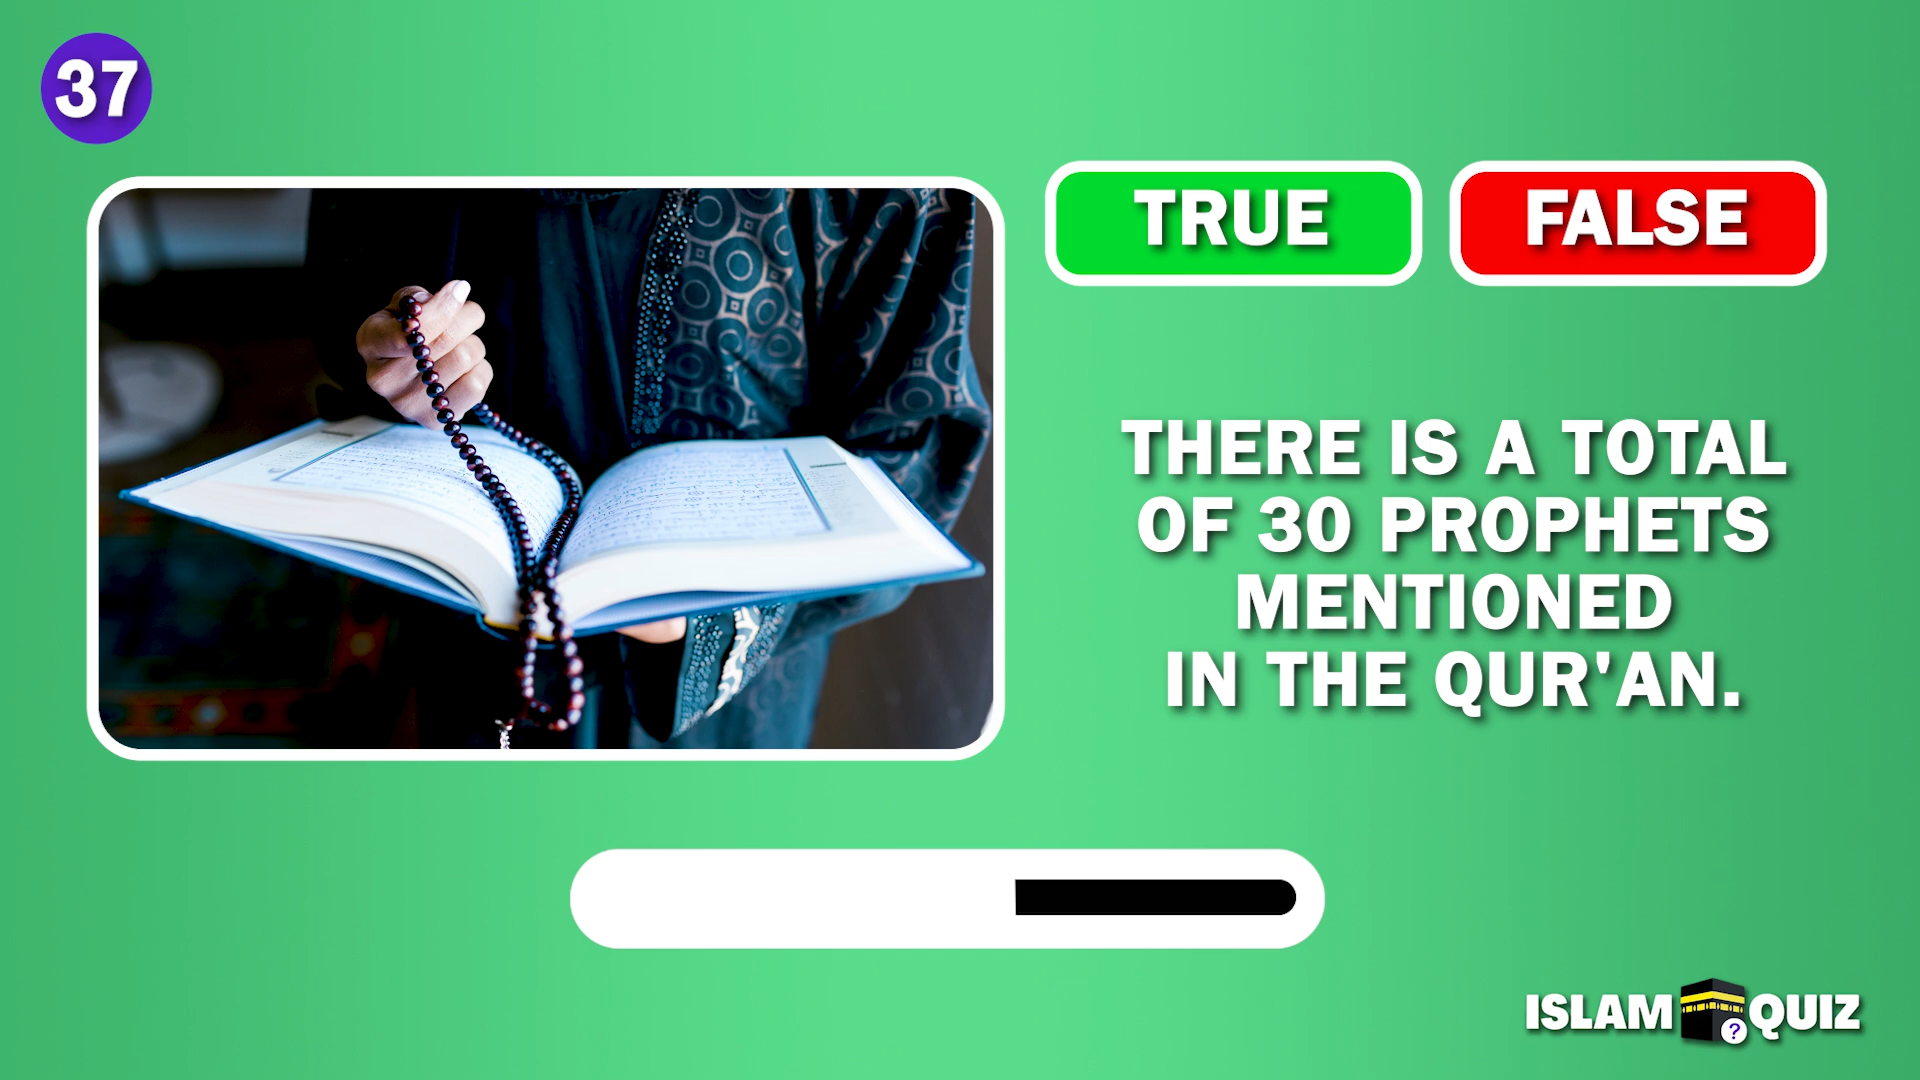 37
TRUE
FALSE
THERE IS A TOTAL
OF 30 PROPHETS
MENTIONED
IN THE QUR'AN.
ISLAM QUIZ
?